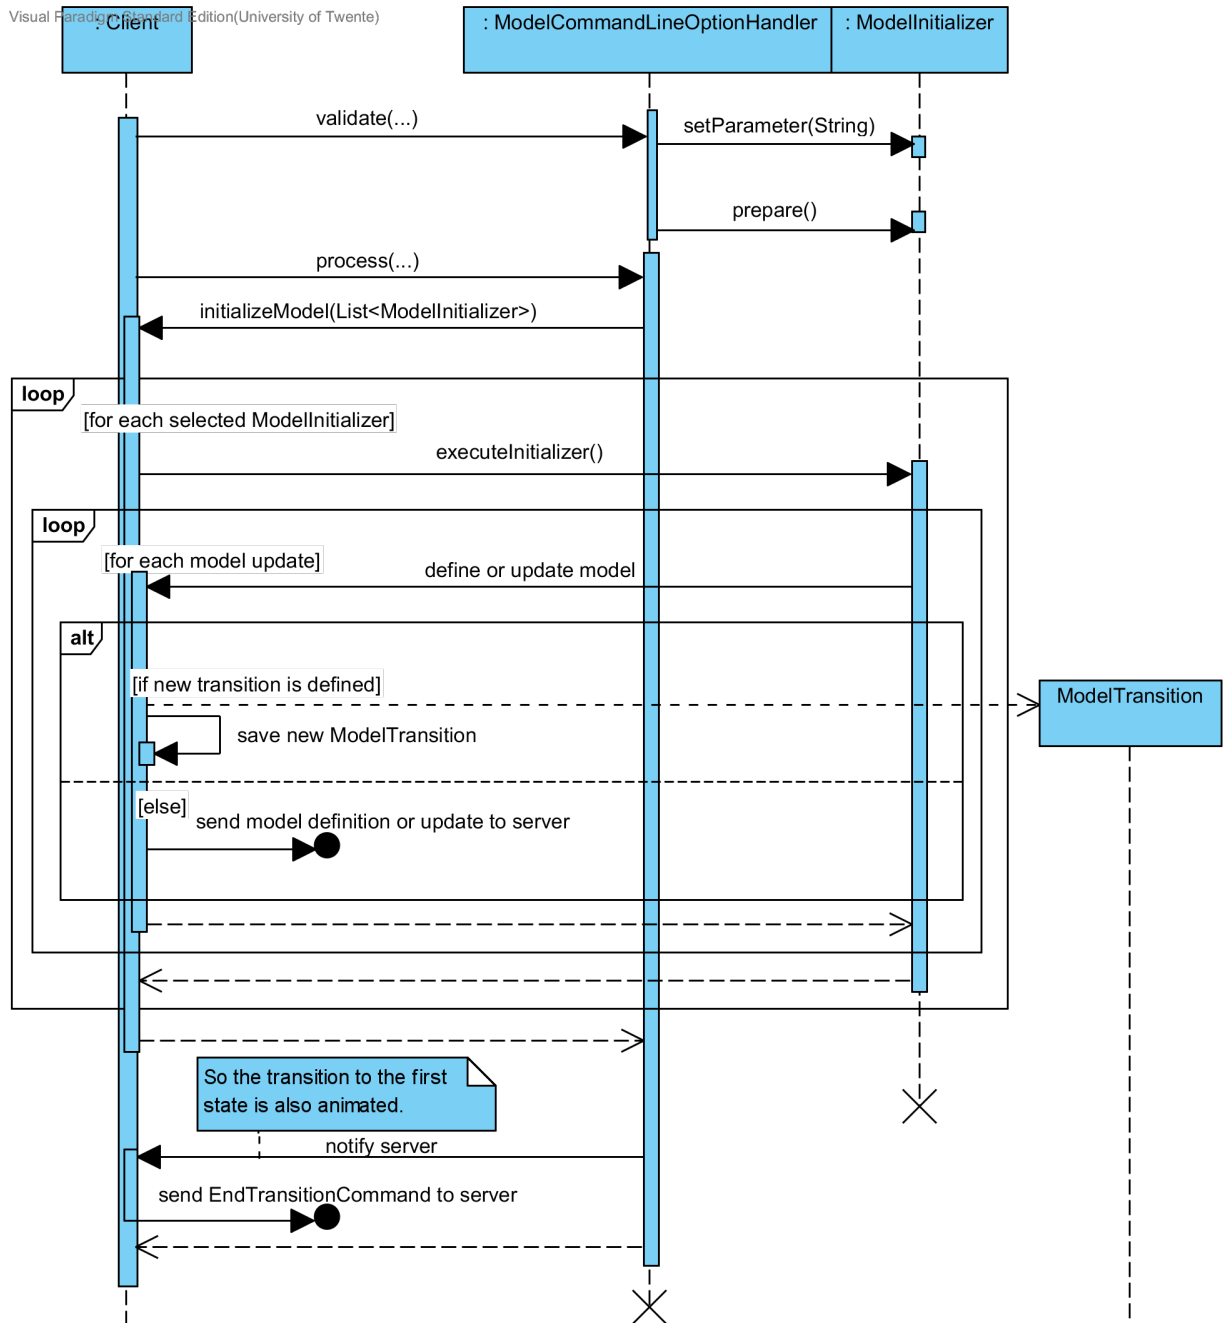 Visual Paradigm Standard Edition(University of Twente)
: Client
: ModelCommandLineOptionHandler
: ModelInitializer
validate(...)
setParameter(String)
prepare()
process(...)
initializeModel(List<ModelInitializer>)
loop
[for each selected ModelInitializer]
executeInitializer()
loop
[for each model update]
define or update model
alt
[if new transition is defined]
ModelTransition
save new ModelTransition
[else]
send model definition or update to server
So the transition to the first
state is also animated.
notify server
send EndTransitionCommand to server